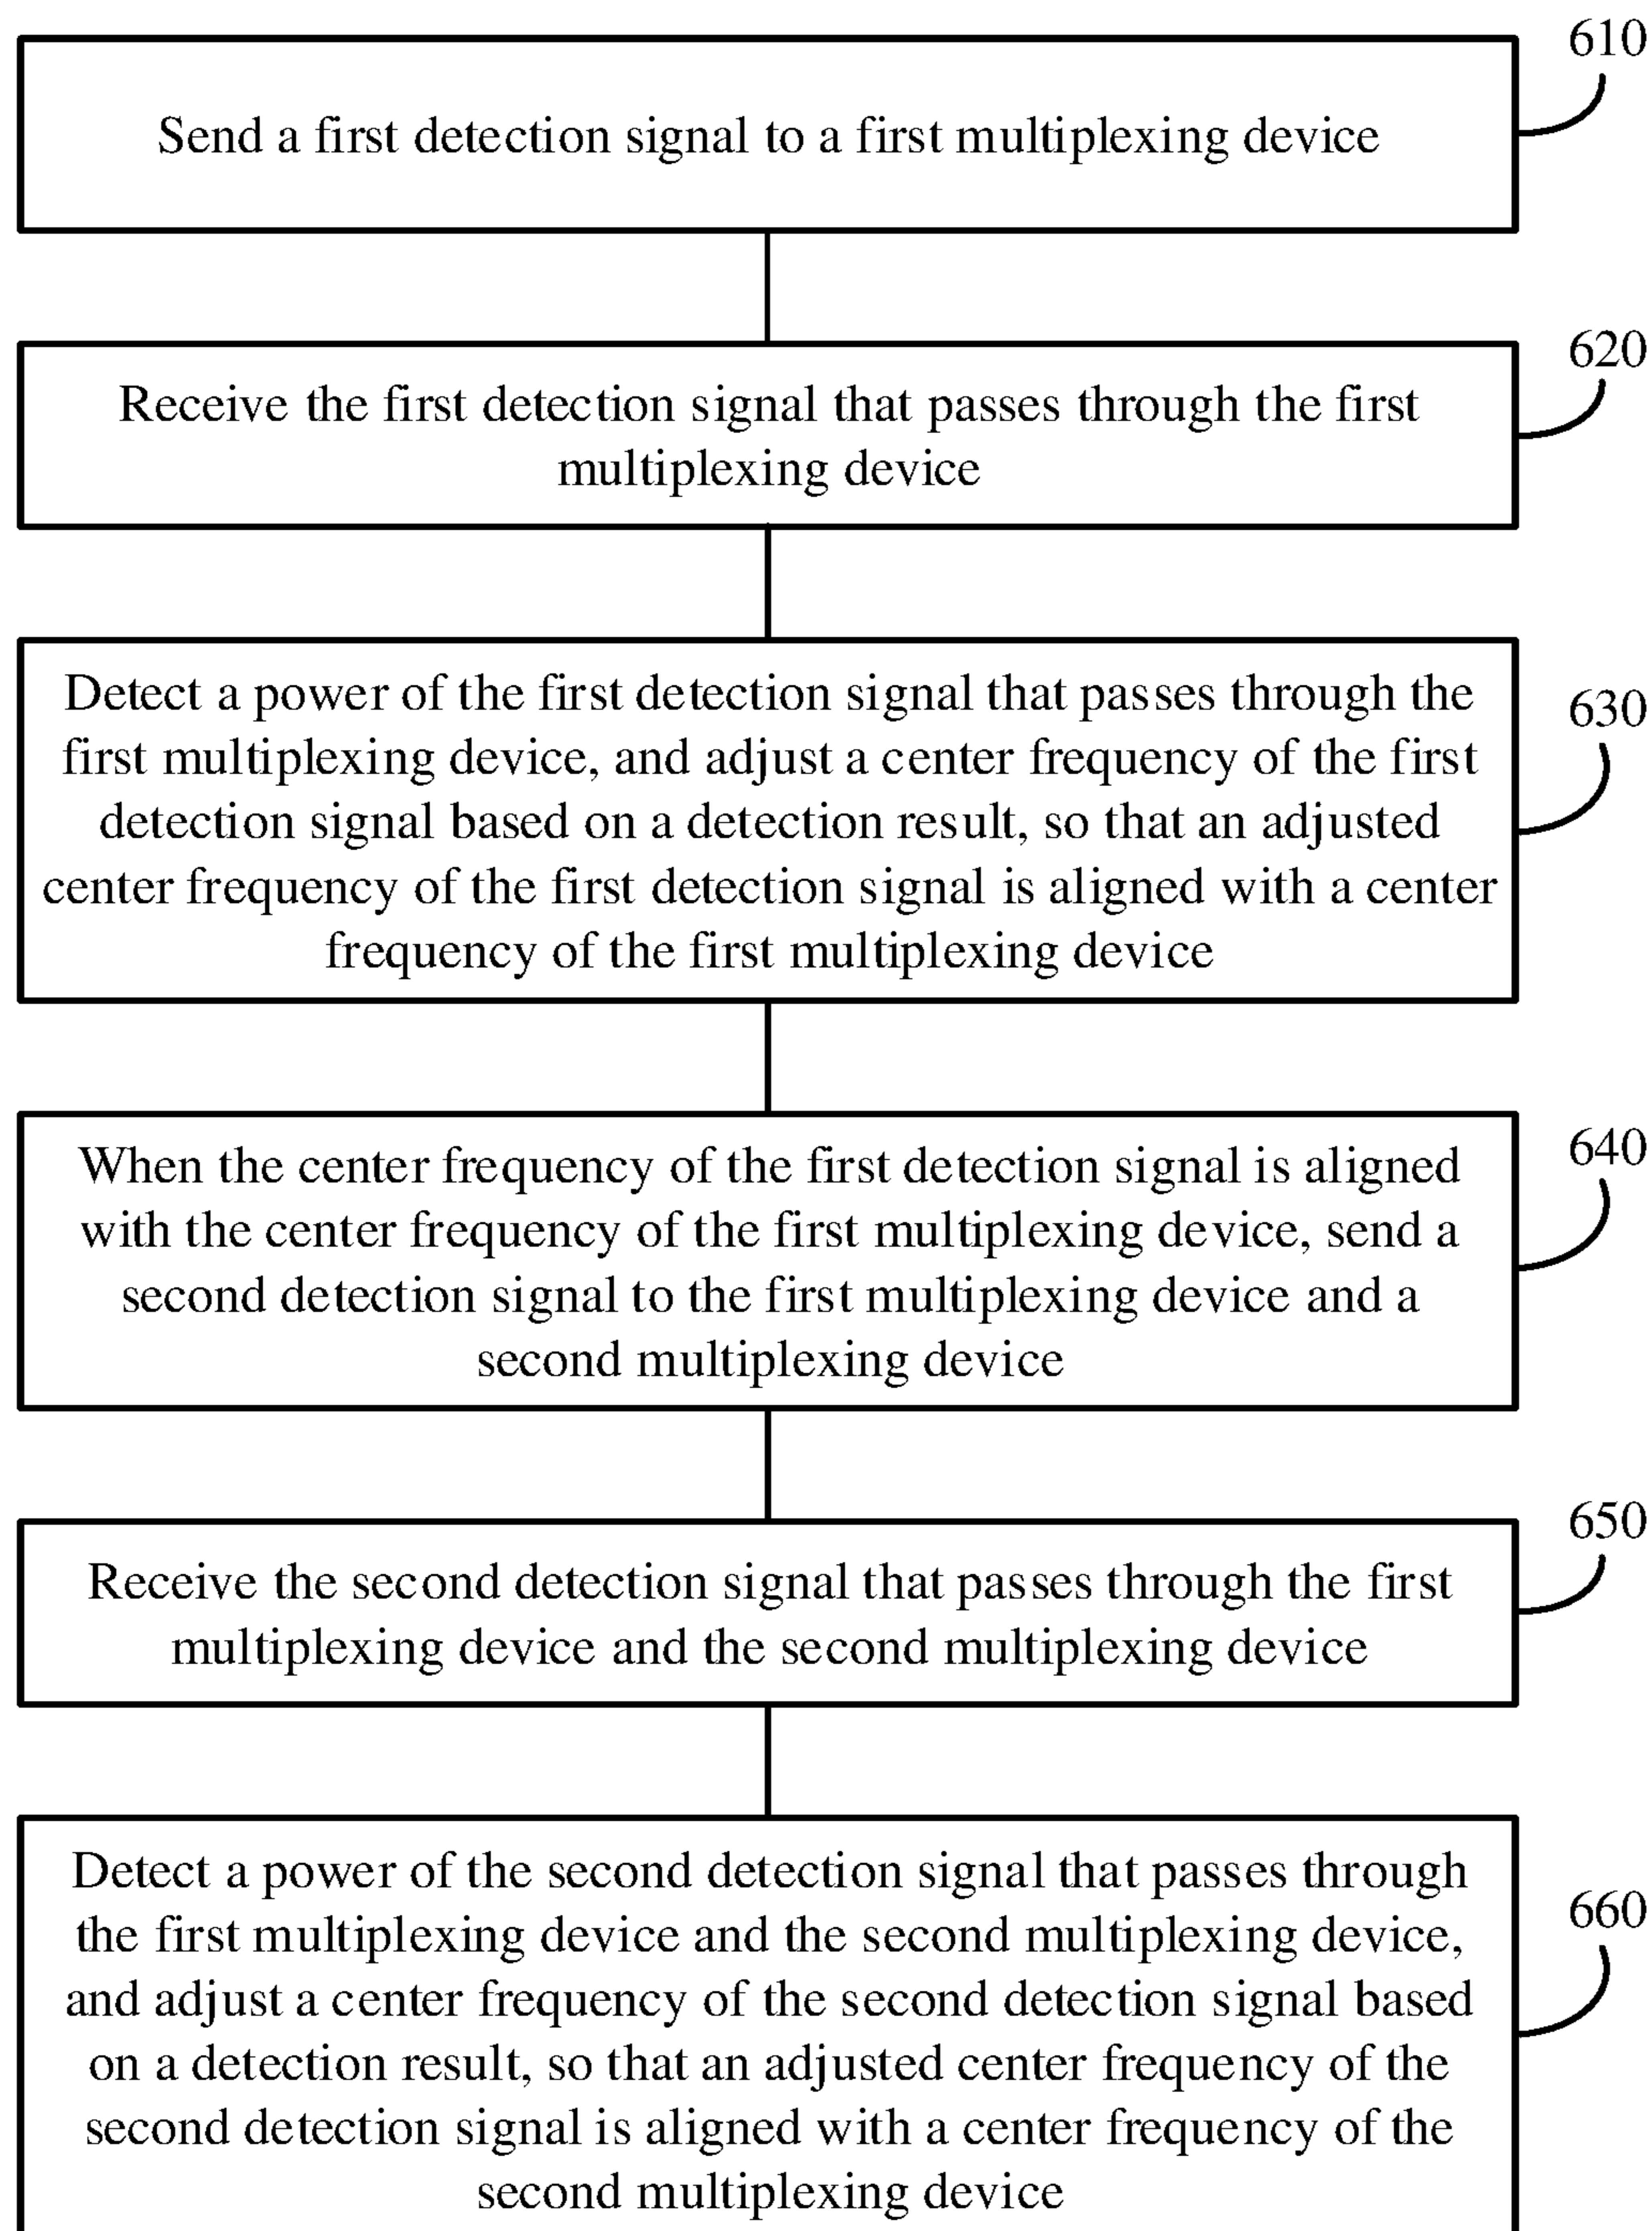 610
Send a first detection signal to a first multiplexing device
620
Receive the first detection signal that passes through the first
multiplexing device
630
Detect a power of the first detection signal that passes through the
first multiplexing device, and adjust a center frequency of the first
detection signal based on a detection result, so that an adjusted
center frequency of the first detection signal is aligned with a center
frequency of the first multiplexing device
640
When the center frequency of the first detection signal is aligned
with the center frequency of the first multiplexing device, send a
second detection signal to the first multiplexing device and a
second multiplexing device
650
Receive the second detection signal that passes through the first
multiplexing device and the second multiplexing device
660
Detect a power of the second detection signal that passes through
the first multiplexing device and the second multiplexing device,
and adjust a center frequency of the second detection signal based
on a detection result, so that an adjusted center frequency of the
second detection signal is aligned with a center frequency of the
second multiplexing device